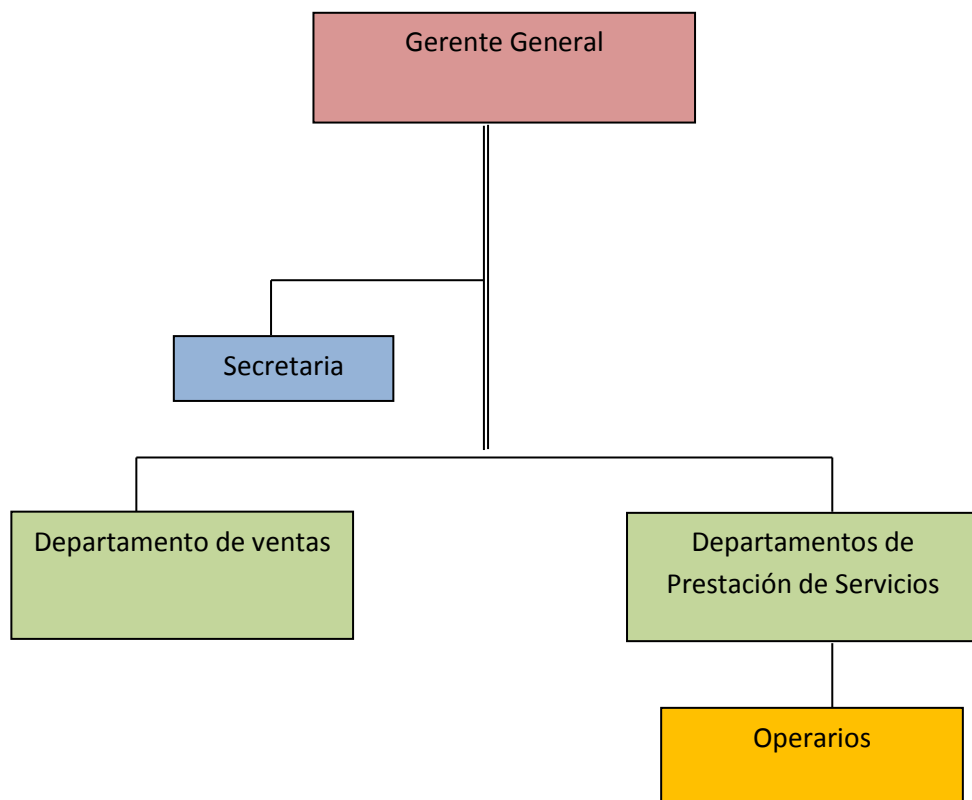 Gerente General
Secretaria
Departamento de ventas
Departamentos de
Prestación de Servicios
Operarios